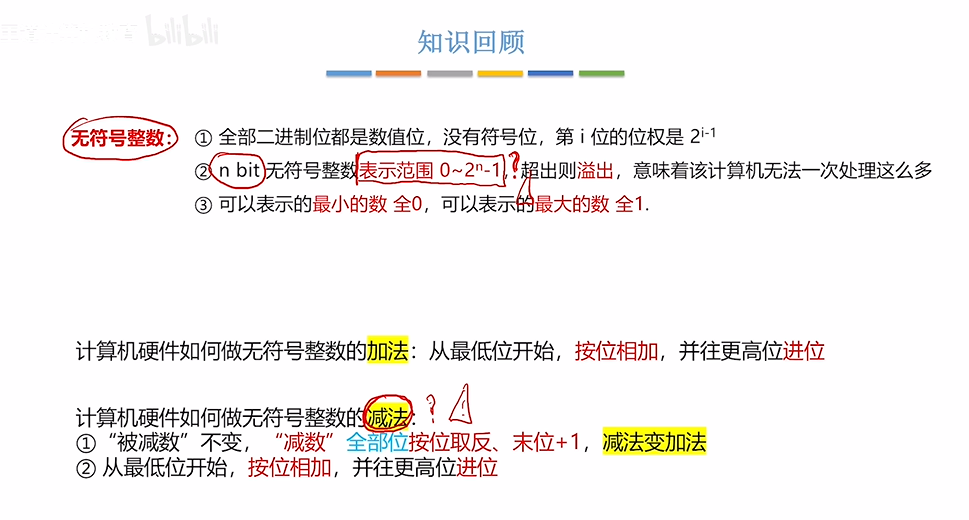 bilibili
知识回顾
无符号整数： ① 全部二进制位都是数值位，没有符号位，第 i 位的位权是 2^{i-1}
② n bit 无符号整数表示范围 0~2ⁿ-1，超出则溢出，意味着该计算机无法一次处理这么多
?
③ 可以表示的最小的数 全0，可以表示的最大的数 全1.
计算机硬件如何做无符号整数的加法：从最低位开始，按位相加，并往更高位进位
计算机硬件如何做无符号整数的减法：
? !
①“被减数”不变，“减数”全部位按位取反、末位+1，减法变加法
② 从最低位开始，按位相加，并往更高位进位